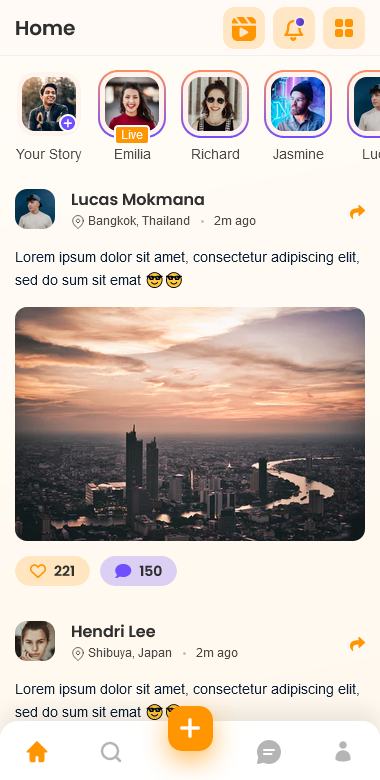 Home
Live
Your Story Emilia Richard Jasmine
Lucas Mokmana
Bangkok, Thailand • 2m ago
Lorem ipsum dolor sit amet, consectetur adipiscing elit,
sed do sum sit emat 😎😎
221 150
Hendri Lee
Shibuya, Japan • 2m ago
Lorem ipsum dolor sit amet, consectetur adipiscing elit,
sed do sum sit emat 😎😎